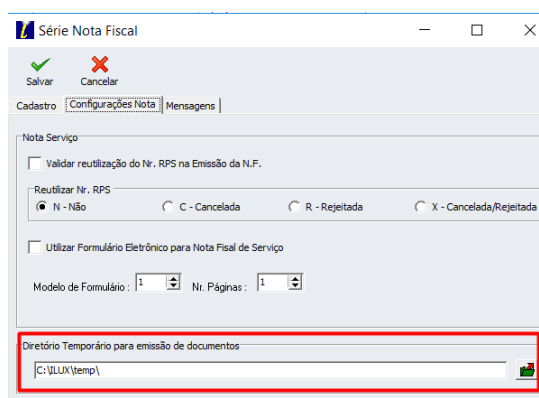 Série Nota Fiscal
Salvar Cancelar
Cadastro Configurações Nota Mensagens
Nota Serviço
Validar reutilização do Nr. RPS na Emissão da N.F.
Reutilizar Nr. RPS
N - Não C - Cancelada R - Rejeitada X - Cancelada/Rejeitada
Utilizar Formulário Eletrônico para Nota Fisal de Serviço
Modelo de Formulário : 1 Nr. Páginas : 1
Diretório Temporário para emissão de documentos
C:\ILUX\temp\